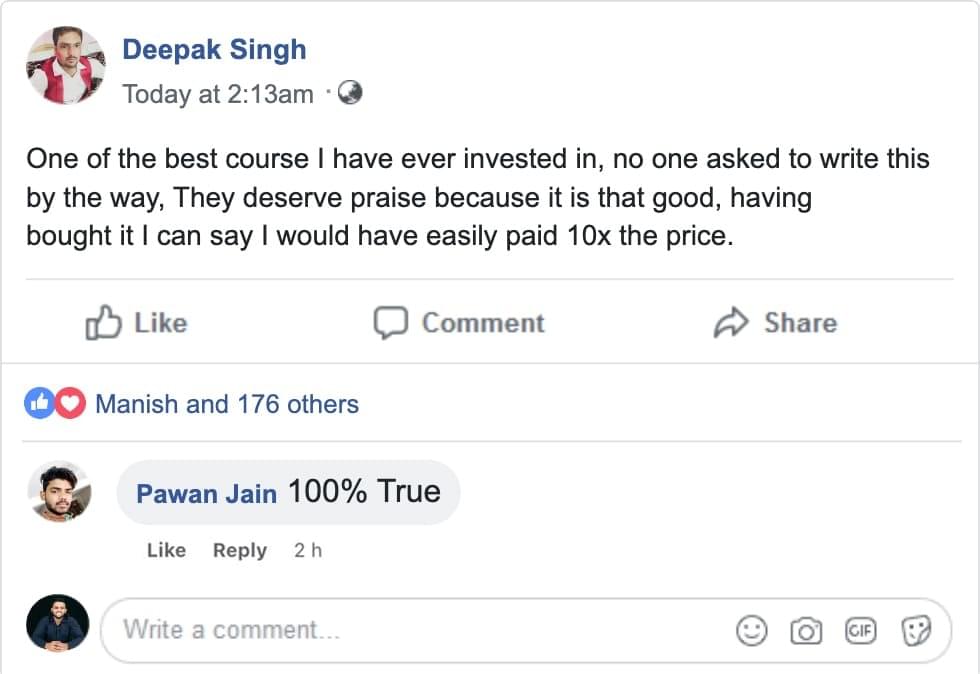 Deepak Singh
Today at 2:13am ·
One of the best course I have ever invested in, no one asked to write this
by the way, They deserve praise because it is that good, having
bought it I can say I would have easily paid 10x the price.
Like Comment Share
Manish and 176 others
Pawan Jain 100% True
Like Reply 2 h
Write a comment... GIF